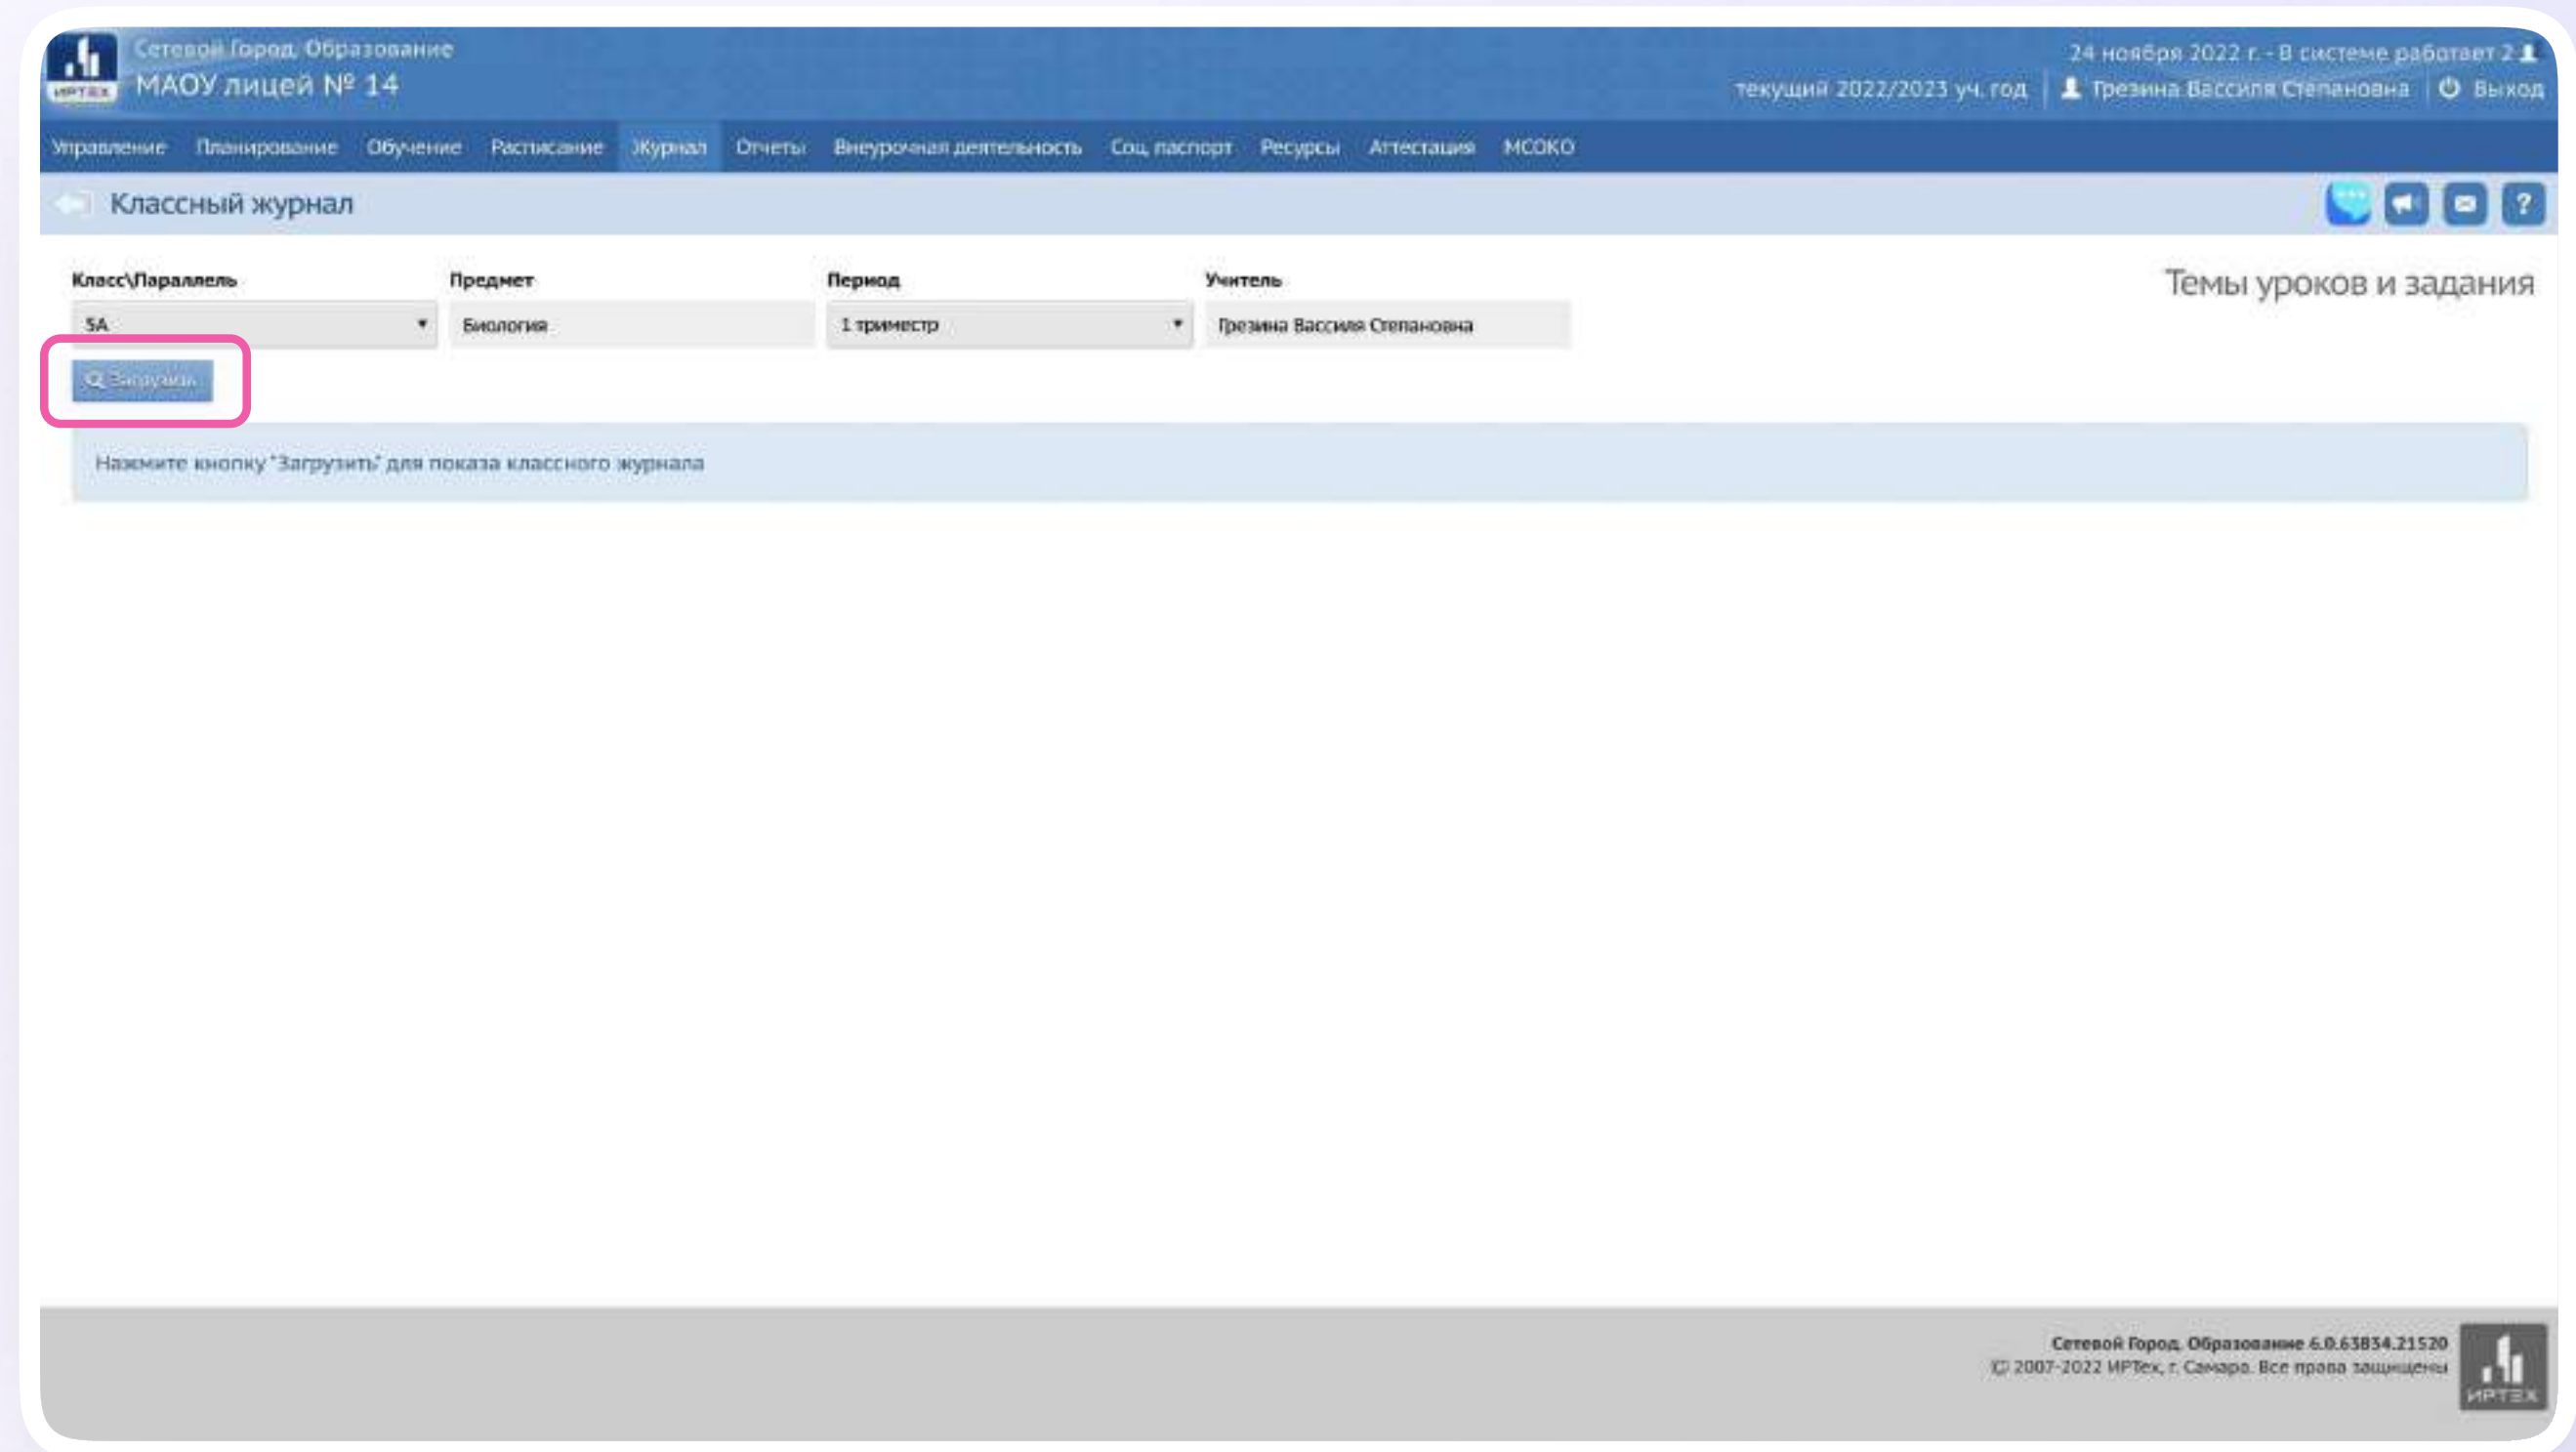 Сетевой Город. Образование
МАОУ лицей № 14
ИРТЕХ
24 ноября 2022 г. - В системе работает 2
текущий 2022/2023 уч. год
Грезина Вассиля Степановна
Выход
Управление Планирование Обучение Расписание Журнал Отчеты Внеурочная деятельность Соц. паспорт Ресурсы Аттестация МСОКО
Классный журнал
?
Класс\Параллель Предмет Период Учитель
Темы уроков и задания
5А Биология 1 триместр Грезина Вассиля Степановна
Загрузить
Нажмите кнопку "Загрузить" для показа классного журнала
Сетевой Город. Образование 6.0.63834.21520
© 2007-2022 ИРТех, г. Самара. Все права защищены
ИРТЕХ